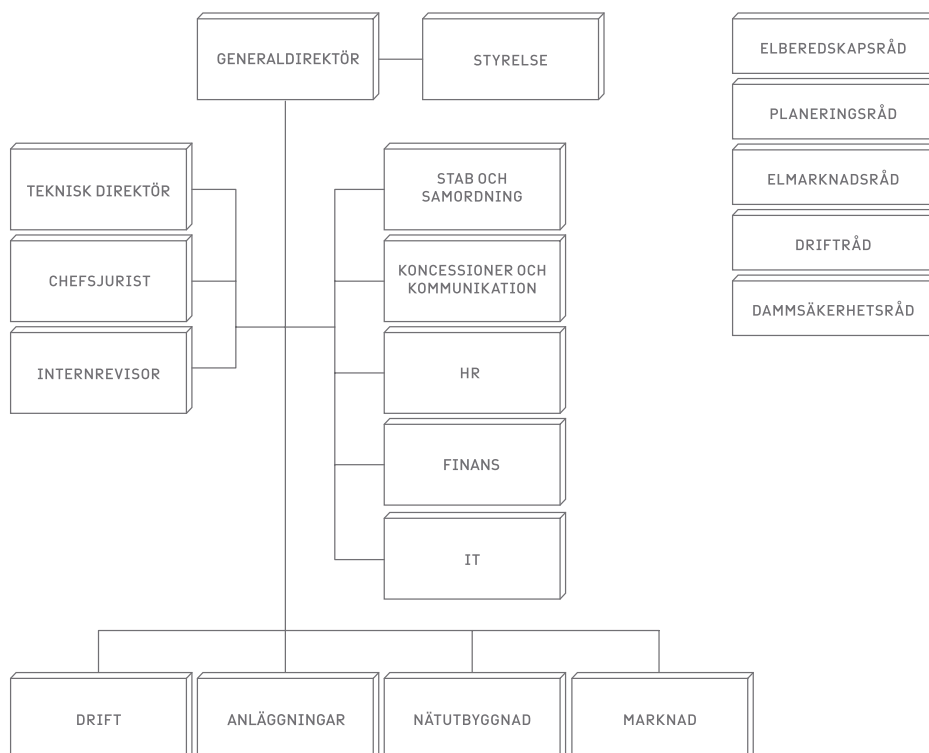 GENERALDIREKTÖR
STYRELSE
TEKNISK DIREKTÖR
CHEFSJURIST
INTERNREVISOR
STAB OCH
SAMORDNING
KONCESSIONER OCH
KOMMUNIKATION
HR
FINANS
IT
DRIFT
ANLÄGGNINGAR
NÄTUTBYGGNAD
MARKNAD
ELBEREDSKAPSRÅD
PLANERINGSRÅD
ELMARKNADSRÅD
DRIFTRÅD
DAMMSÄKERHETSRÅD